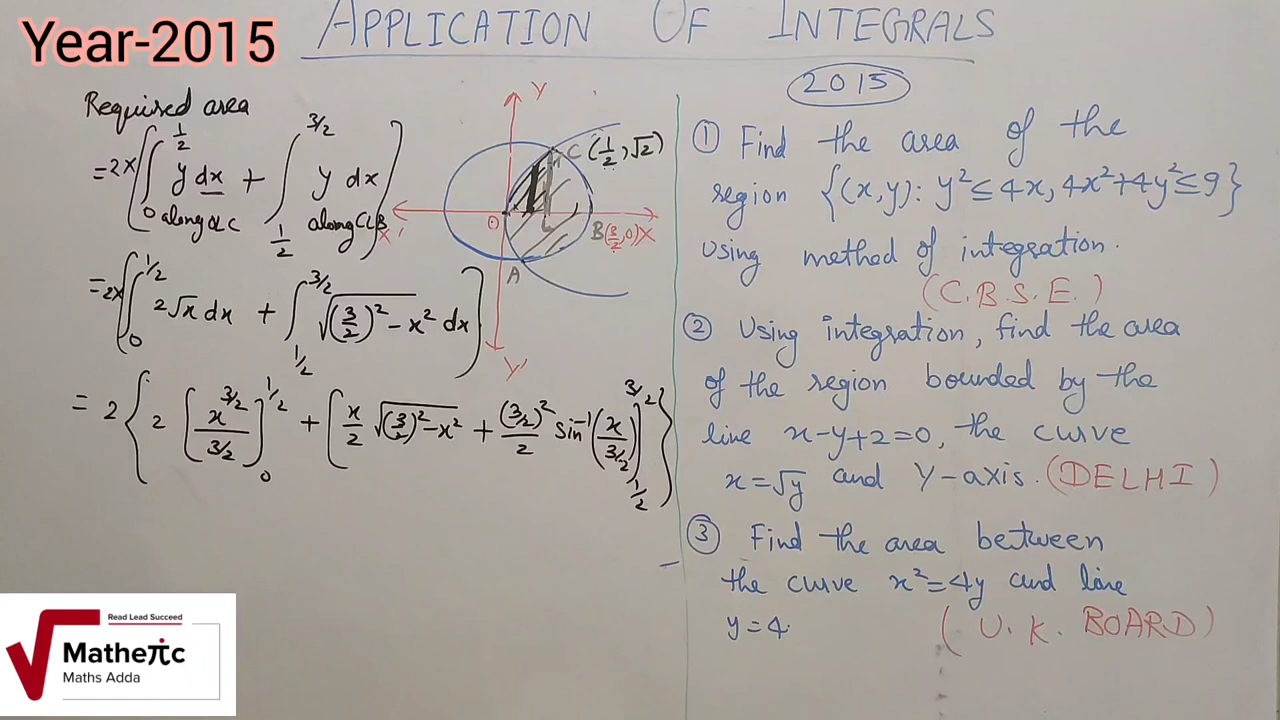 Year-2015
APPLICATION OF INTEGRALS
2015
Required area
= 2× [ ∫₀^{1/2} y dx + ∫_{1/2}^{3/2} y dx ]
along OLC along CLB
= 2× [ ∫₀^{1/2} 2√x dx + ∫_{1/2}^{3/2} √((3/2)² - x²) dx ]
= 2 { 2 [ x^{3/2} / 3/2 ]₀^{1/2} + [ x/2 √((3/2)² - x²) + (3/2)²/2 sin⁻¹ (x / 3/2) ]_{1/2}^{3/2} }
Y
C (1/2, √2)
X' O L B(3/2, 0) X
A
Y'
① Find the area of the
region {(x,y): y² ≤ 4x, 4x²+4y² ≤ 9}
using method of integration.
(C.B.S.E.)
② Using integration, find the area
of the region bounded by the
line x-y+2=0, the curve
x=√y and Y-axis. (DELHI)
③ Find the area between
the curve x²=4y and line
y=4. (U.K. BOARD)
Read Lead Succeed
Matheπc
Maths Adda